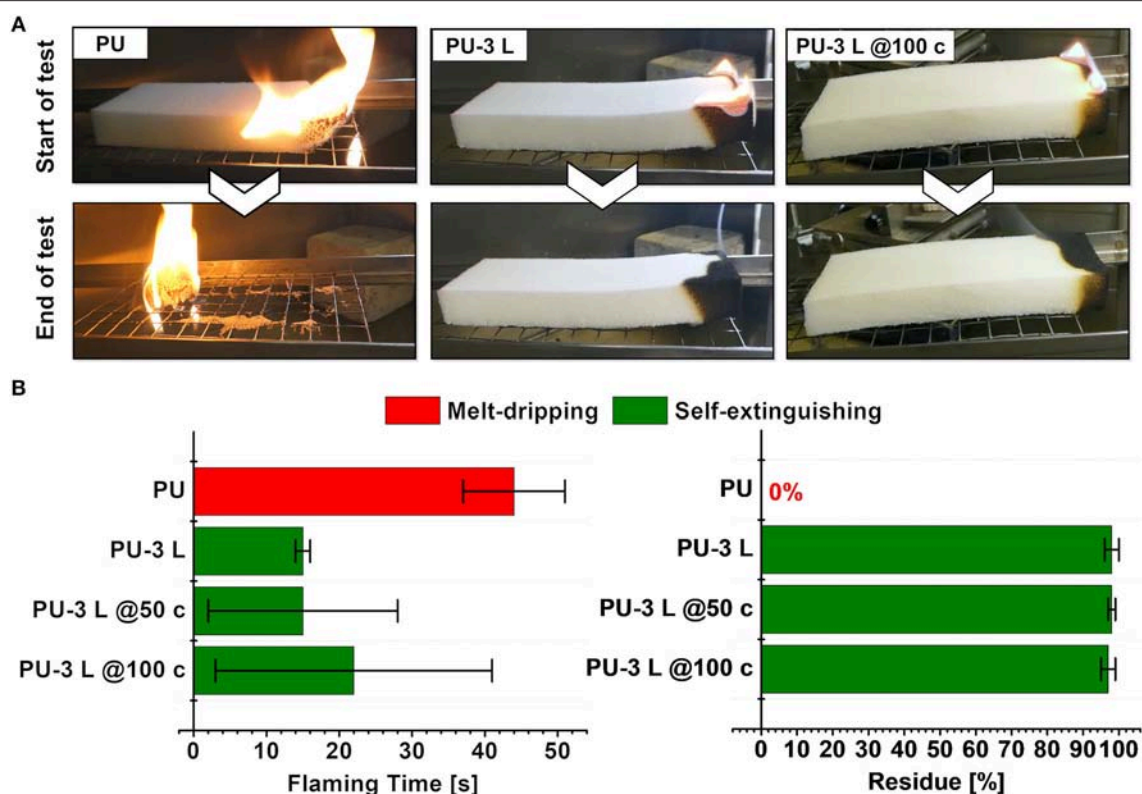 A
PU
PU-3 L
PU-3 L @100 c
Start of test
End of test
B
Melt-dripping
Self-extinguishing
PU
PU-3 L
PU-3 L @50 c
PU-3 L @100 c
0 10 20 30 40 50
Flaming Time [s]
PU
0%
PU-3 L
PU-3 L @50 c
PU-3 L @100 c
0 10 20 30 40 50 60 70 80 90 100
Residue [%]